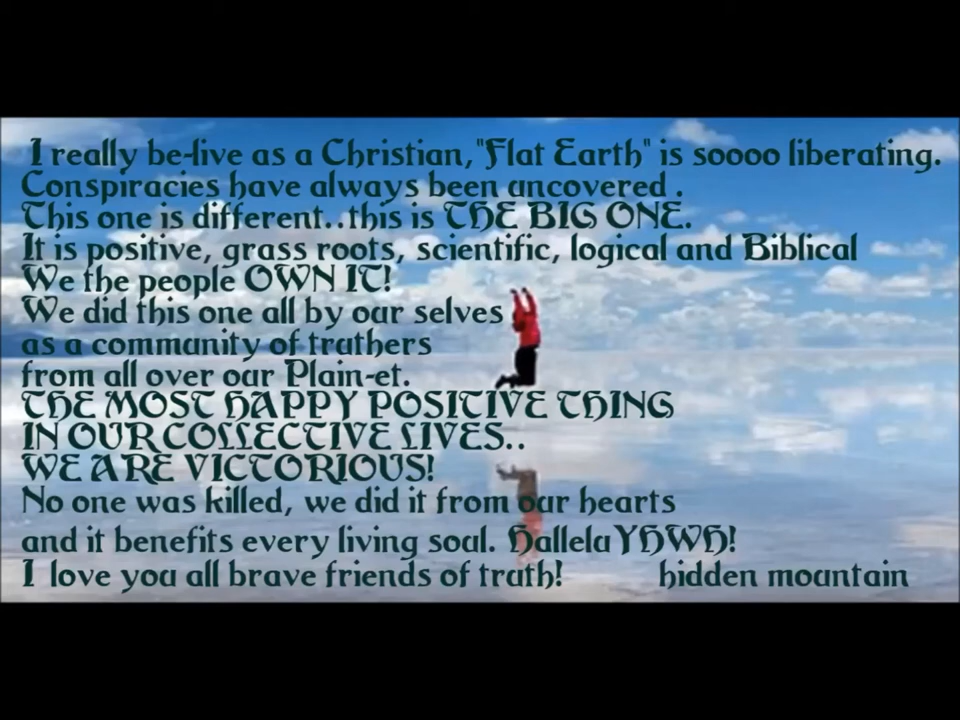 I really be-live as a Christian,"Flat Earth" is soooo liberating.
Conspiracies have always been uncovered .
This one is different..this is THE BIG ONE.
It is positive, grass roots, scientific, logical and Biblical
We the people OWN IT!
We did this one all by our selves
as a community of truthers
from all over our Plain-et.
THE MOST HAPPY POSITIVE THING
IN OUR COLLECTIVE LIVES..
WE ARE VICTORIOUS!
No one was killed, we did it from our hearts
and it benefits every living soul. HalleluYHWH!
I love you all brave friends of truth! hidden mountain